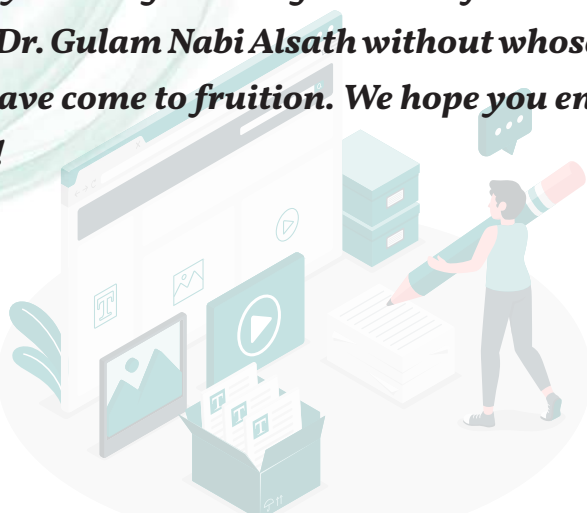 Dr. Gulam Nabi Alsath without whose
ave come to fruition. We hope you en
!
T
T
T
T